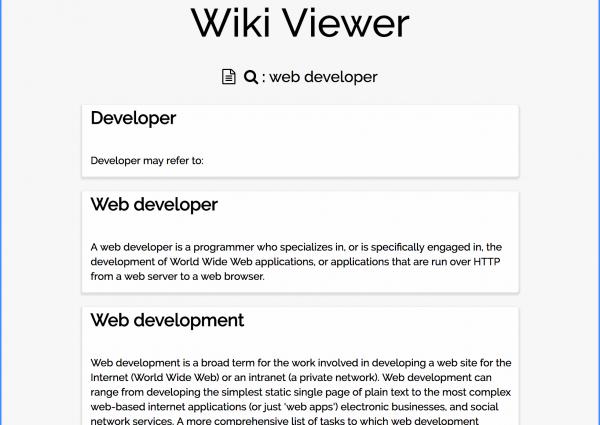 Wiki Viewer
: web developer
Developer
Developer may refer to:
Web developer
A web developer is a programmer who specializes in, or is specifically engaged in, the
development of World Wide Web applications, or applications that are run over HTTP
from a web server to a web browser.
Web development
Web development is a broad term for the work involved in developing a web site for the
Internet (World Wide Web) or an intranet (a private network). Web development can
range from developing the simplest static single page of plain text to the most complex
web-based internet applications (or just 'web apps') electronic businesses, and social
network services. A more comprehensive list of tasks to which web development